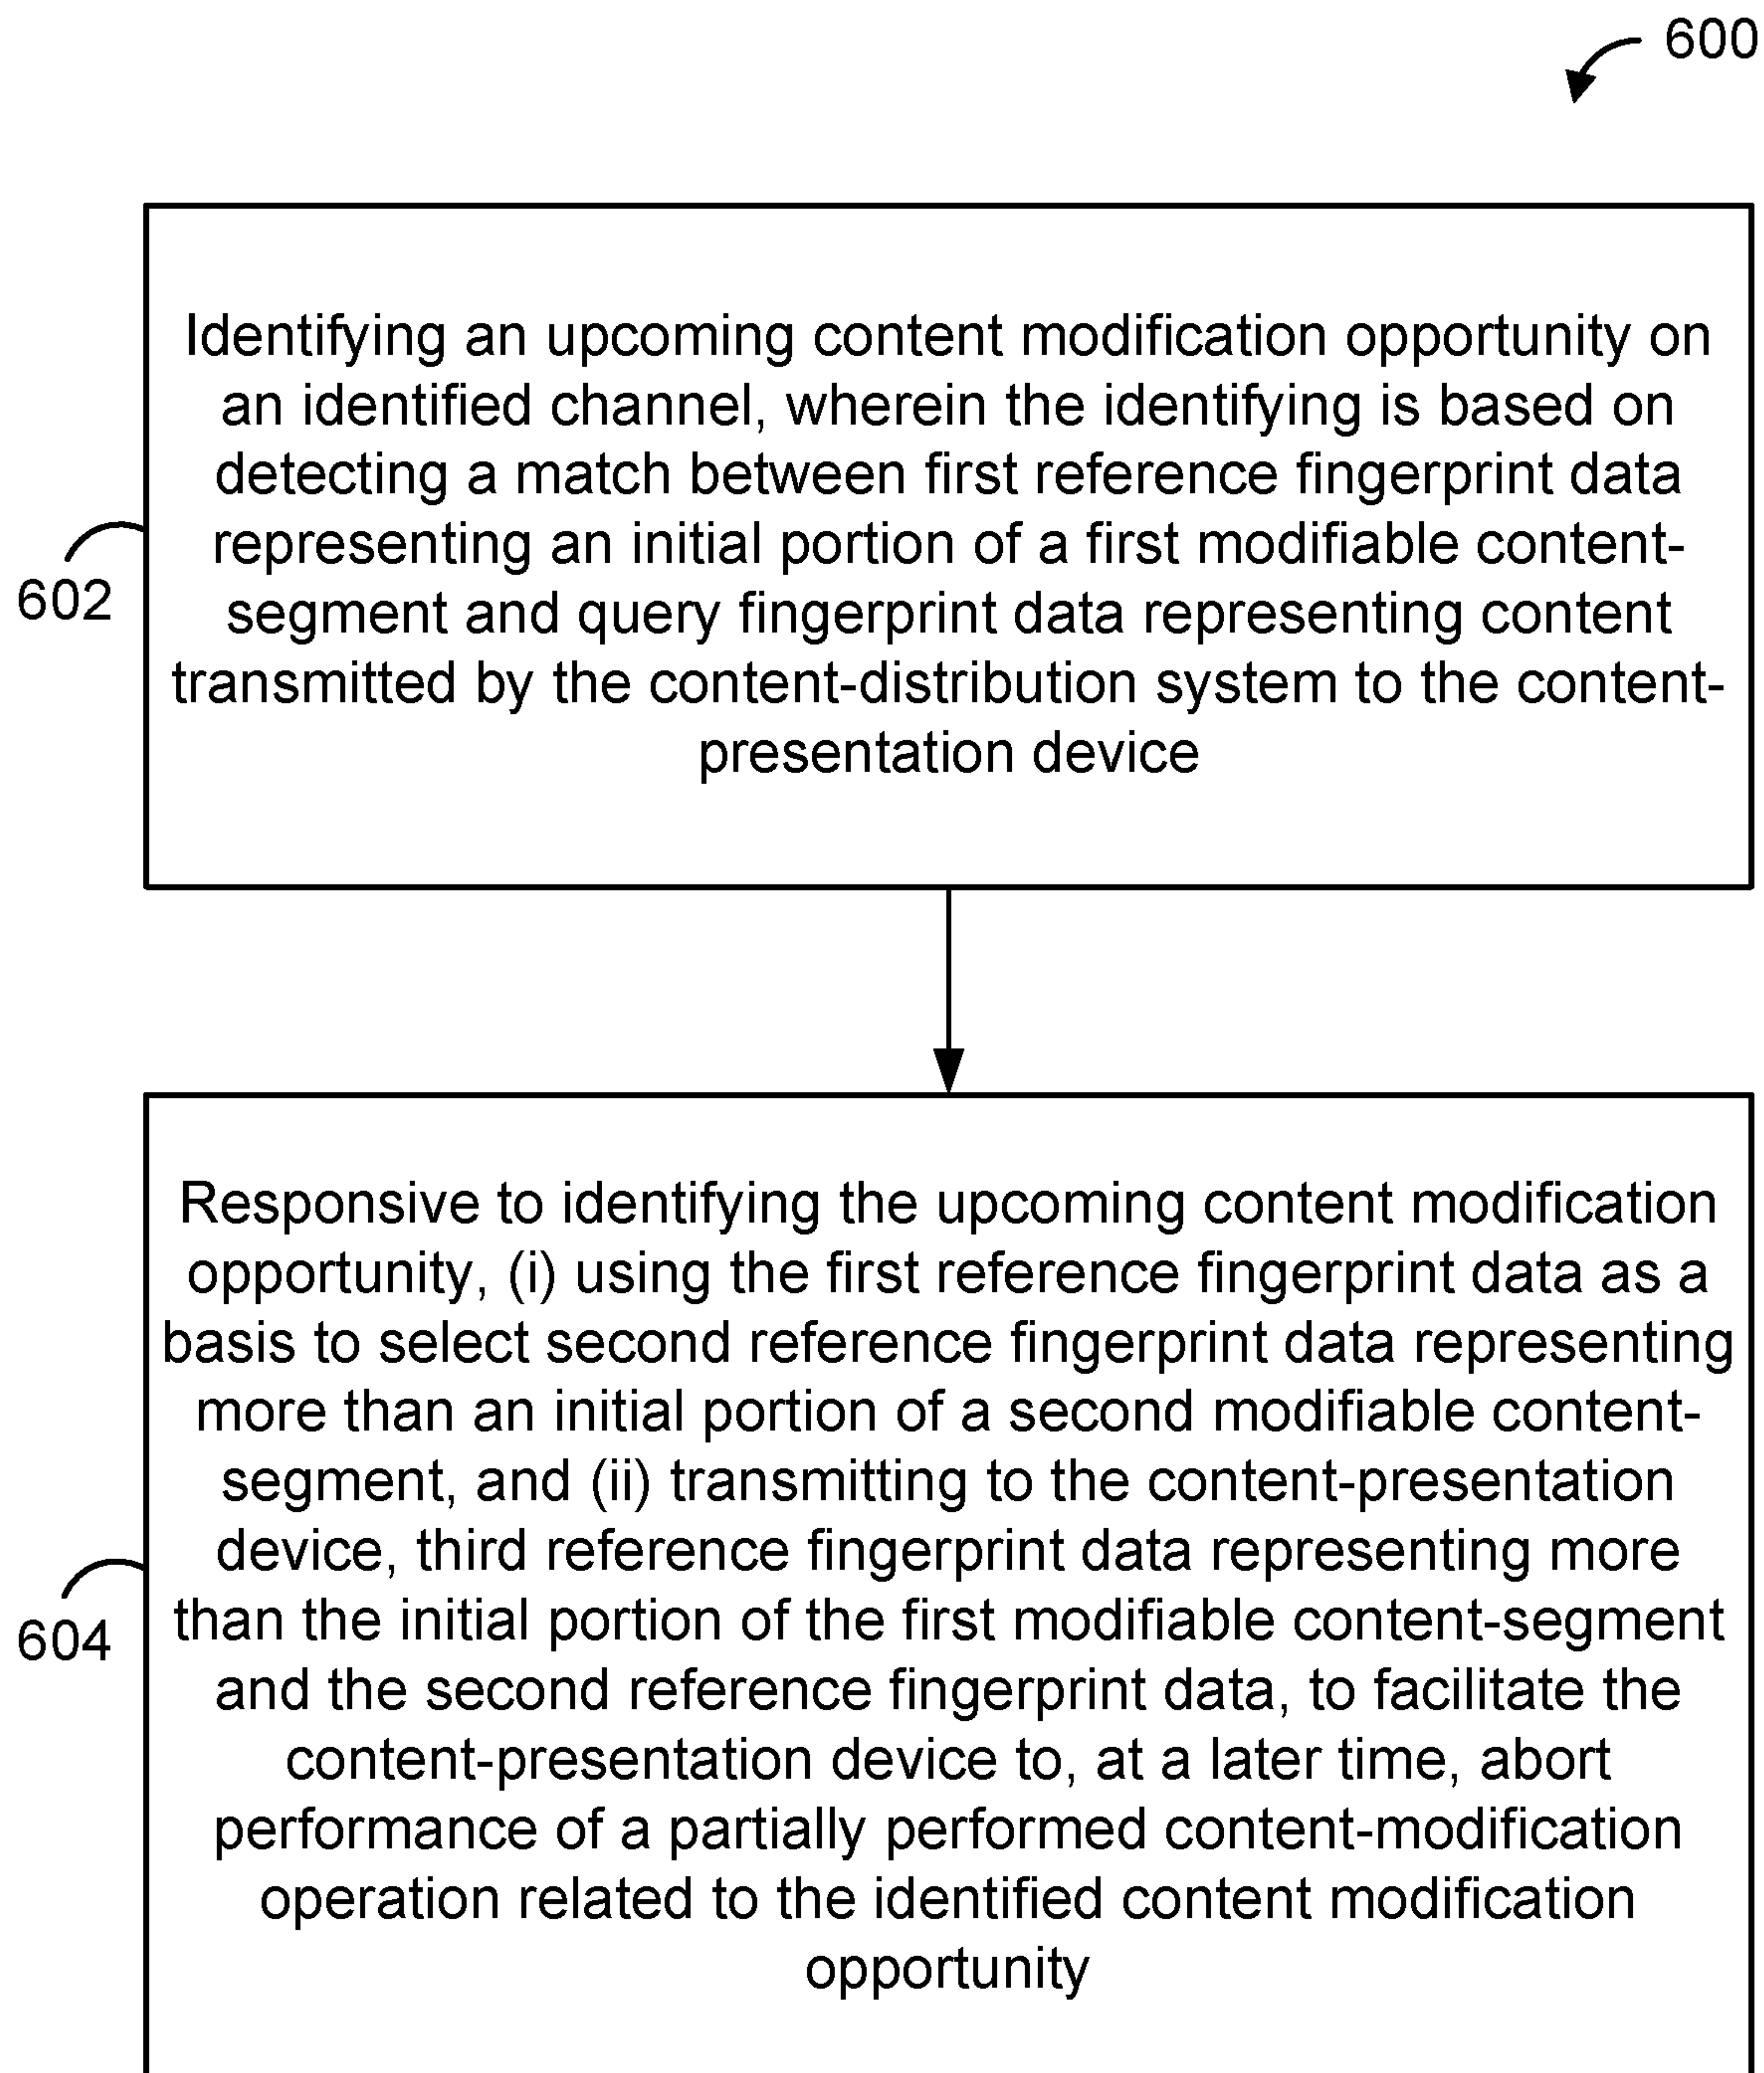 600
Identifying an upcoming content modification opportunity on
an identified channel, wherein the identifying is based on
detecting a match between first reference fingerprint data
representing an initial portion of a first modifiable content-
segment and query fingerprint data representing content
transmitted by the content-distribution system to the content-
presentation device
602
Responsive to identifying the upcoming content modification
opportunity, (i) using the first reference fingerprint data as a
basis to select second reference fingerprint data representing
more than an initial portion of a second modifiable content-
segment, and (ii) transmitting to the content-presentation
device, third reference fingerprint data representing more
than the initial portion of the first modifiable content-segment
and the second reference fingerprint data, to facilitate the
content-presentation device to, at a later time, abort
performance of a partially performed content-modification
operation related to the identified content modification
opportunity
604